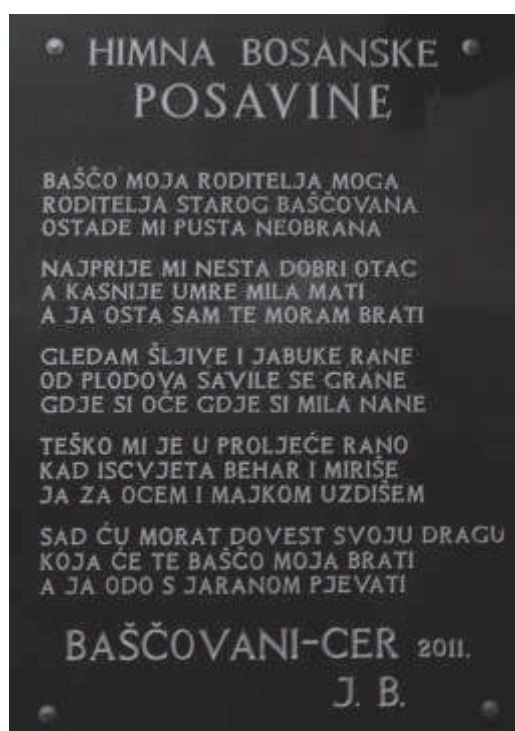 HIMNA BOSANSKE
POSAVINE
BAŠČO MOJA RODITELJA MOGA
RODITELJA STAROG BAŠČOVANA
OSTADE MI PUSTA NEOBRANA
NAJPRIJE MI NESTA DOBRI OTAC
A KASNIJE UMRE MILA MATI
A JA OSTA SAM TE MORAM BRATI
GLEDAM ŠLJIVE I JABUKE RANE
OD PLODOVA SAVILE SE GRANE
GDJE SI OČE GDJE SI MILA NANE
TEŠKO MI JE U PROLJEĆE RANO
KAD ISCVJETA BEHAR I MIRIŠE
JA ZA OCEM I MAJKOM UZDIŠEM
SAD ĆU MORAT DOVEST SVOJU DRAGU
KOJA ĆE TE BAŠČO MOJA BRATI
A JA ODO S JARANOM PJEVATI
BAŠČOVANI-CER 2011.
J. B.